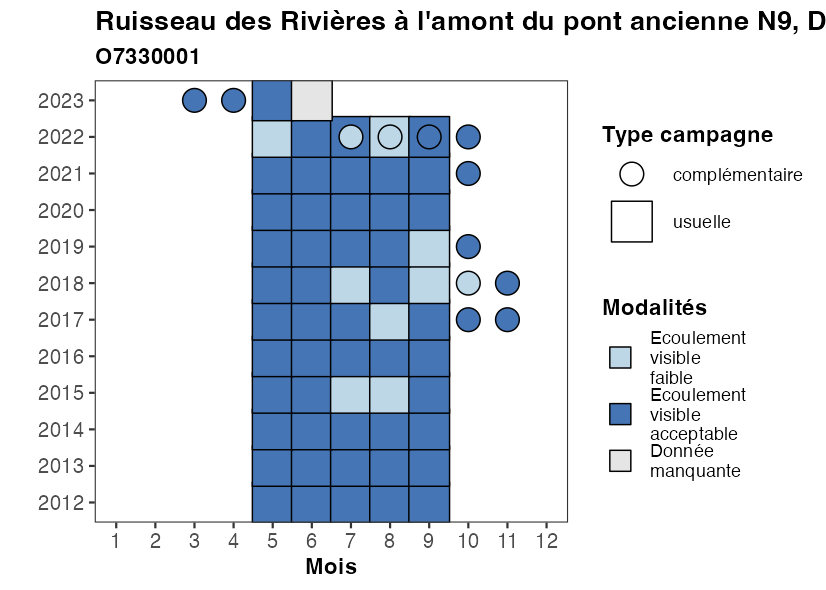 Ruisseau des Rivières à l'amont du pont ancienne N9, D
O7330001
2023
2022
2021
2020
2019
2018
2017
2016
2015
2014
2013
2012
1 2 3 4 5 6 7 8 9 10 11 12
Mois
Type campagne
complémentaire
usuelle
Modalités
Ecoulement
visible
faible
Ecoulement
visible
acceptable
Donnée
manquante